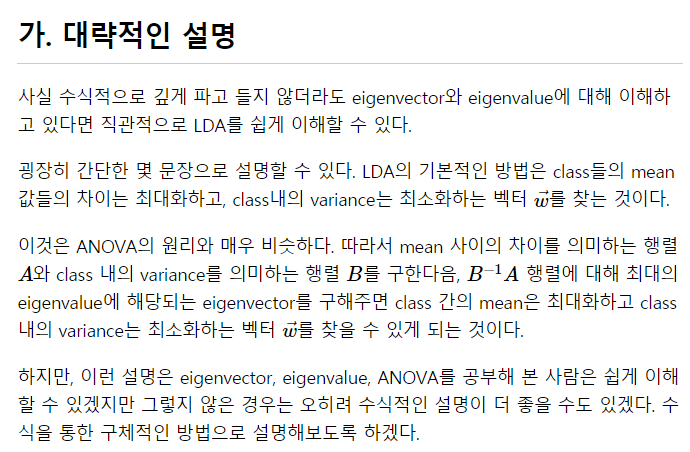 가. 대략적인 설명
사실 수식적으로 깊게 파고 들지 않더라도 eigenvector와 eigenvalue에 대해 이해하
고 있다면 직관적으로 LDA를 쉽게 이해할 수 있다.
굉장히 간단한 몇 문장으로 설명할 수 있다. LDA의 기본적인 방법은 class들의 mean
값들의 차이는 최대화하고, class내의 variance는 최소화하는 벡터 w⃗를 찾는 것이다.
이것은 ANOVA의 원리와 매우 비슷하다. 따라서 mean 사이의 차이를 의미하는 행렬
A와 class 내의 variance를 의미하는 행렬 B를 구한다음, B⁻¹A 행렬에 대해 최대의
eigenvalue에 해당되는 eigenvector를 구해주면 class 간의 mean은 최대화하고 class
내의 variance는 최소화하는 벡터 w⃗를 찾을 수 있게 되는 것이다.
하지만, 이런 설명은 eigenvector, eigenvalue, ANOVA를 공부해 본 사람은 쉽게 이해
할 수 있겠지만 그렇지 않은 경우는 오히려 수식적인 설명이 더 좋을 수도 있겠다. 수
식을 통한 구체적인 방법으로 설명해보도록 하겠다.